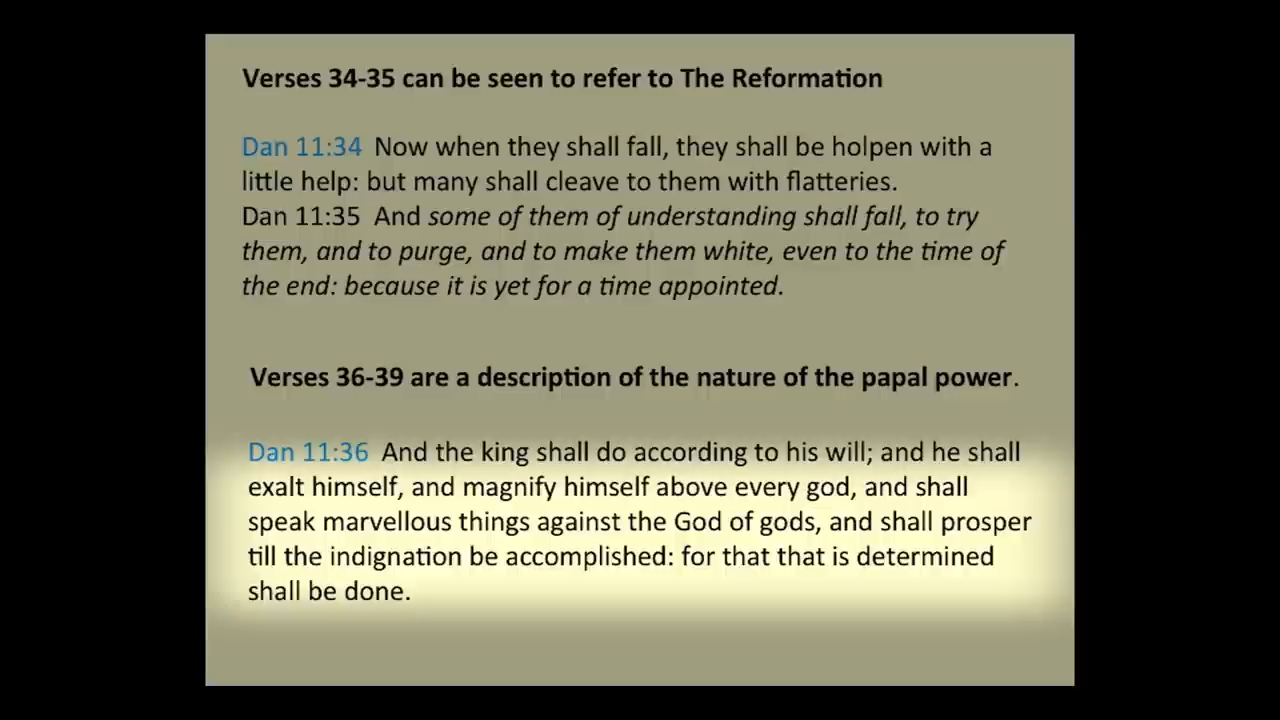 Verses 34-35 can be seen to refer to The Reformation
Dan 11:34 Now when they shall fall, they shall be holpen with a
little help: but many shall cleave to them with flatteries.
Dan 11:35 And some of them of understanding shall fall, to try
them, and to purge, and to make them white, even to the time of
the end: because it is yet for a time appointed.
Verses 36-39 are a description of the nature of the papal power.
Dan 11:36 And the king shall do according to his will; and he shall
exalt himself, and magnify himself above every god, and shall
speak marvellous things against the God of gods, and shall prosper
till the indignation be accomplished: for that that is determined
shall be done.